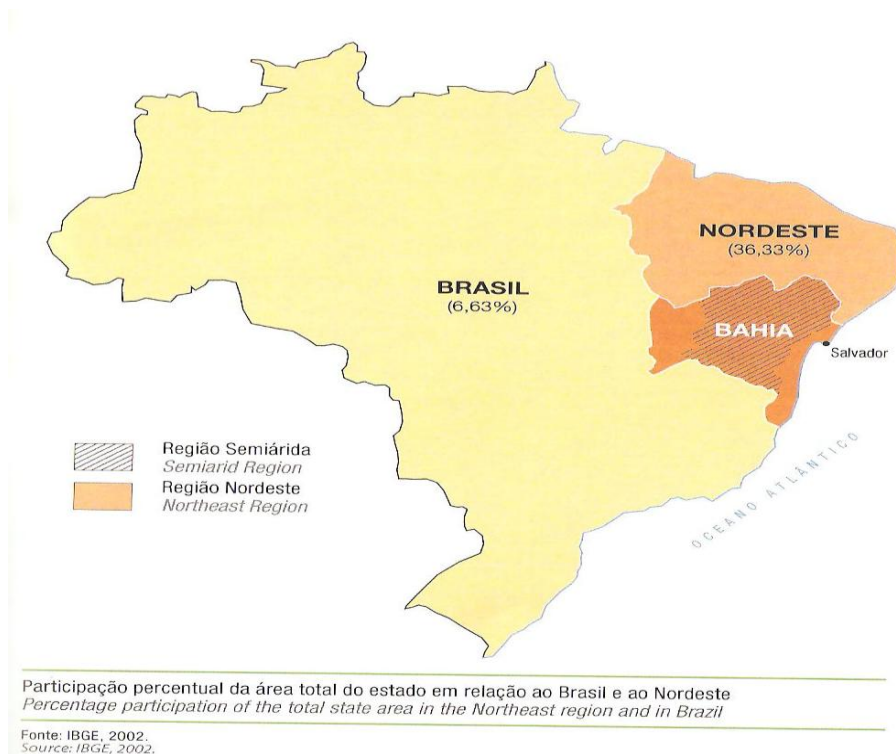 NORDESTE
(36,33%)
BRASIL
(6,63%)
BAHIA
Salvador
OCEANO ATLÂNTICO
Região Semiárida
Semiarid Region
Região Nordeste
Northeast Region
Participação percentual da área total do estado em relação ao Brasil e ao Nordeste
Percentage participation of the total state area in the Northeast region and in Brazil
Fonte: IBGE, 2002.
Source: IBGE, 2002.